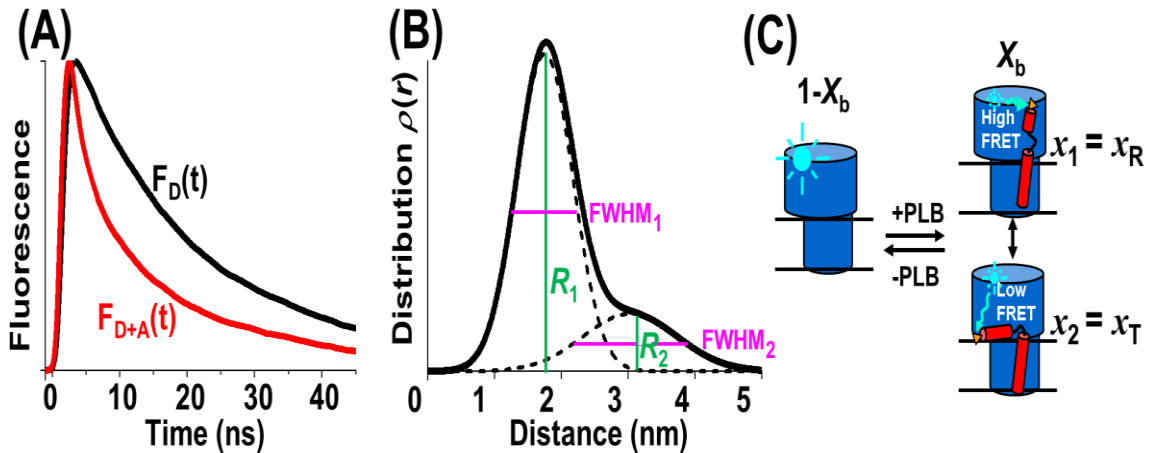 (A)
Fluorescence
F_D(t)
F_{D+A}(t)
0 10 20 30 40
Time (ns)
(B)
Distribution ρ(r)
FWHM_1
R_1
FWHM_2
R_2
0 1 2 3 4 5
Distance (nm)
(C)
1-X_b
+PLB
-PLB
X_b
High
FRET
x_1 = x_R
Low
FRET
x_2 = x_T